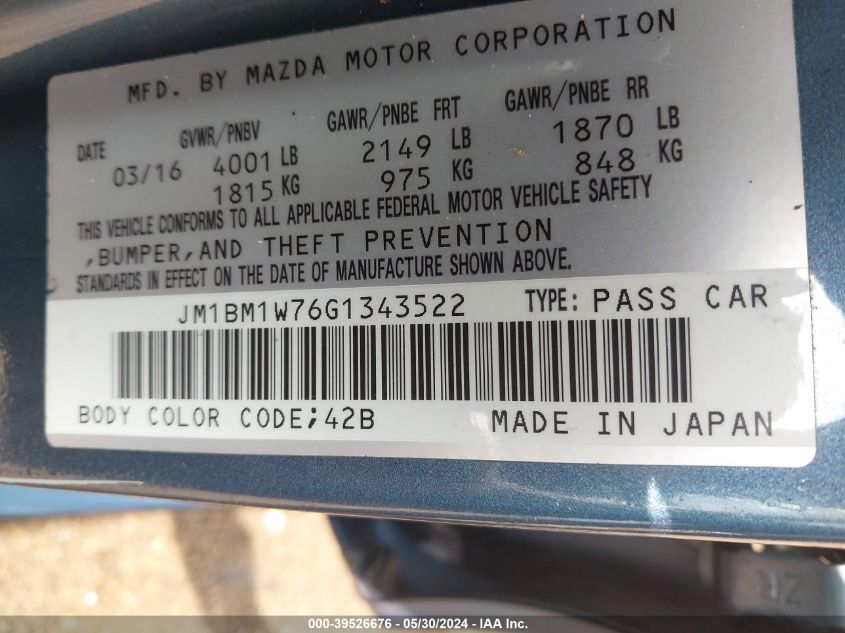 MFD. BY MAZDA MOTOR CORPORATION
DATE GVWR/PNBV GAWR/PNBE FRT GAWR/PNBE RR
03/16 4001 LB 2149 LB 1870 LB
1815 KG 975 KG 848 KG
THIS VEHICLE CONFORMS TO ALL APPLICABLE FEDERAL MOTOR VEHICLE SAFETY
,BUMPER,AND THEFT PREVENTION
STANDARDS IN EFFECT ON THE DATE OF MANUFACTURE SHOWN ABOVE.
JM1BM1W76G1343522 TYPE: PASS CAR
BODY COLOR CODE;42B MADE IN JAPAN
000-39526676 - 05/30/2024 - IAA Inc.